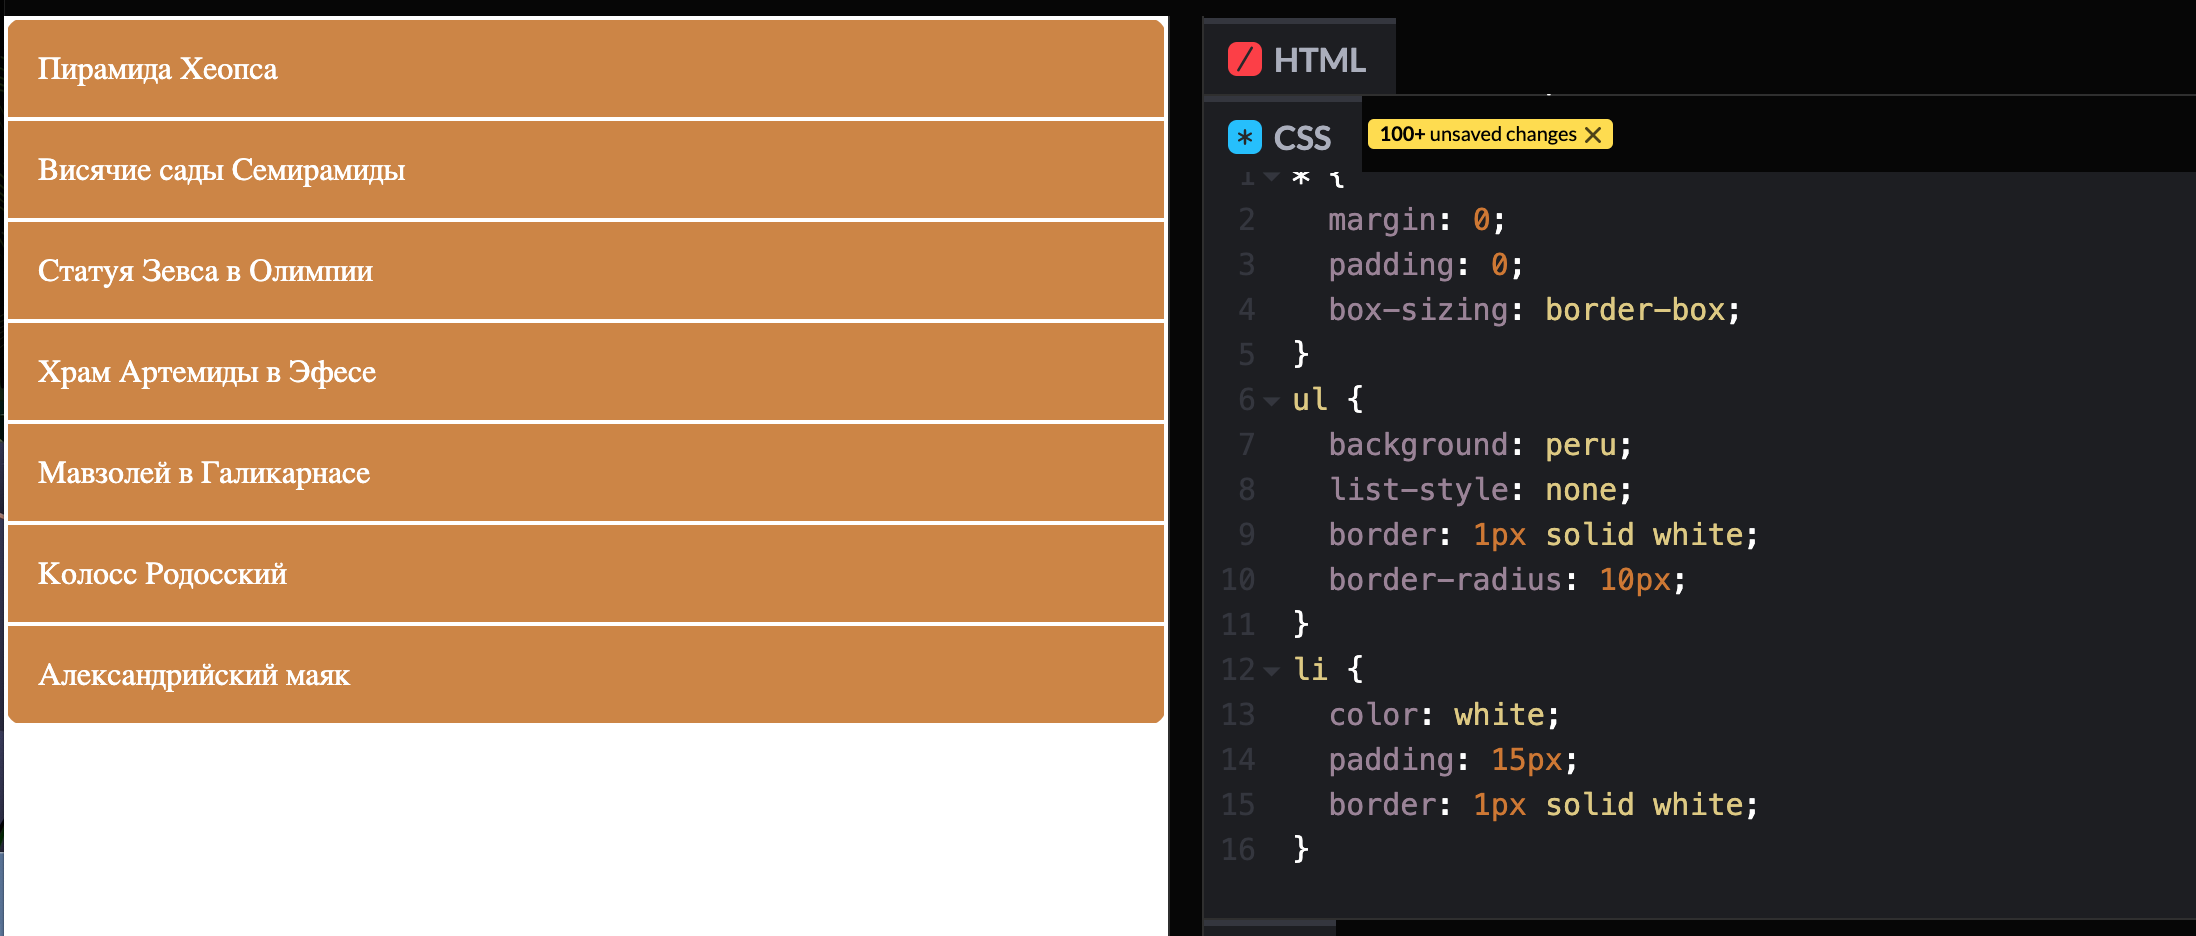 Пирамида Хеопса
Висячие сады Семирамиды
Статуя Зевса в Олимпии
Храм Артемиды в Эфесе
Мавзолей в Галикарнасе
Колосс Родосский
Александрийский маяк
HTML
CSS
100+ unsaved changes
1 * {
2 margin: 0;
3 padding: 0;
4 box-sizing: border-box;
5 }
6 ul {
7 background: peru;
8 list-style: none;
9 border: 1px solid white;
10 border-radius: 10px;
11 }
12 li {
13 color: white;
14 padding: 15px;
15 border: 1px solid white;
16 }